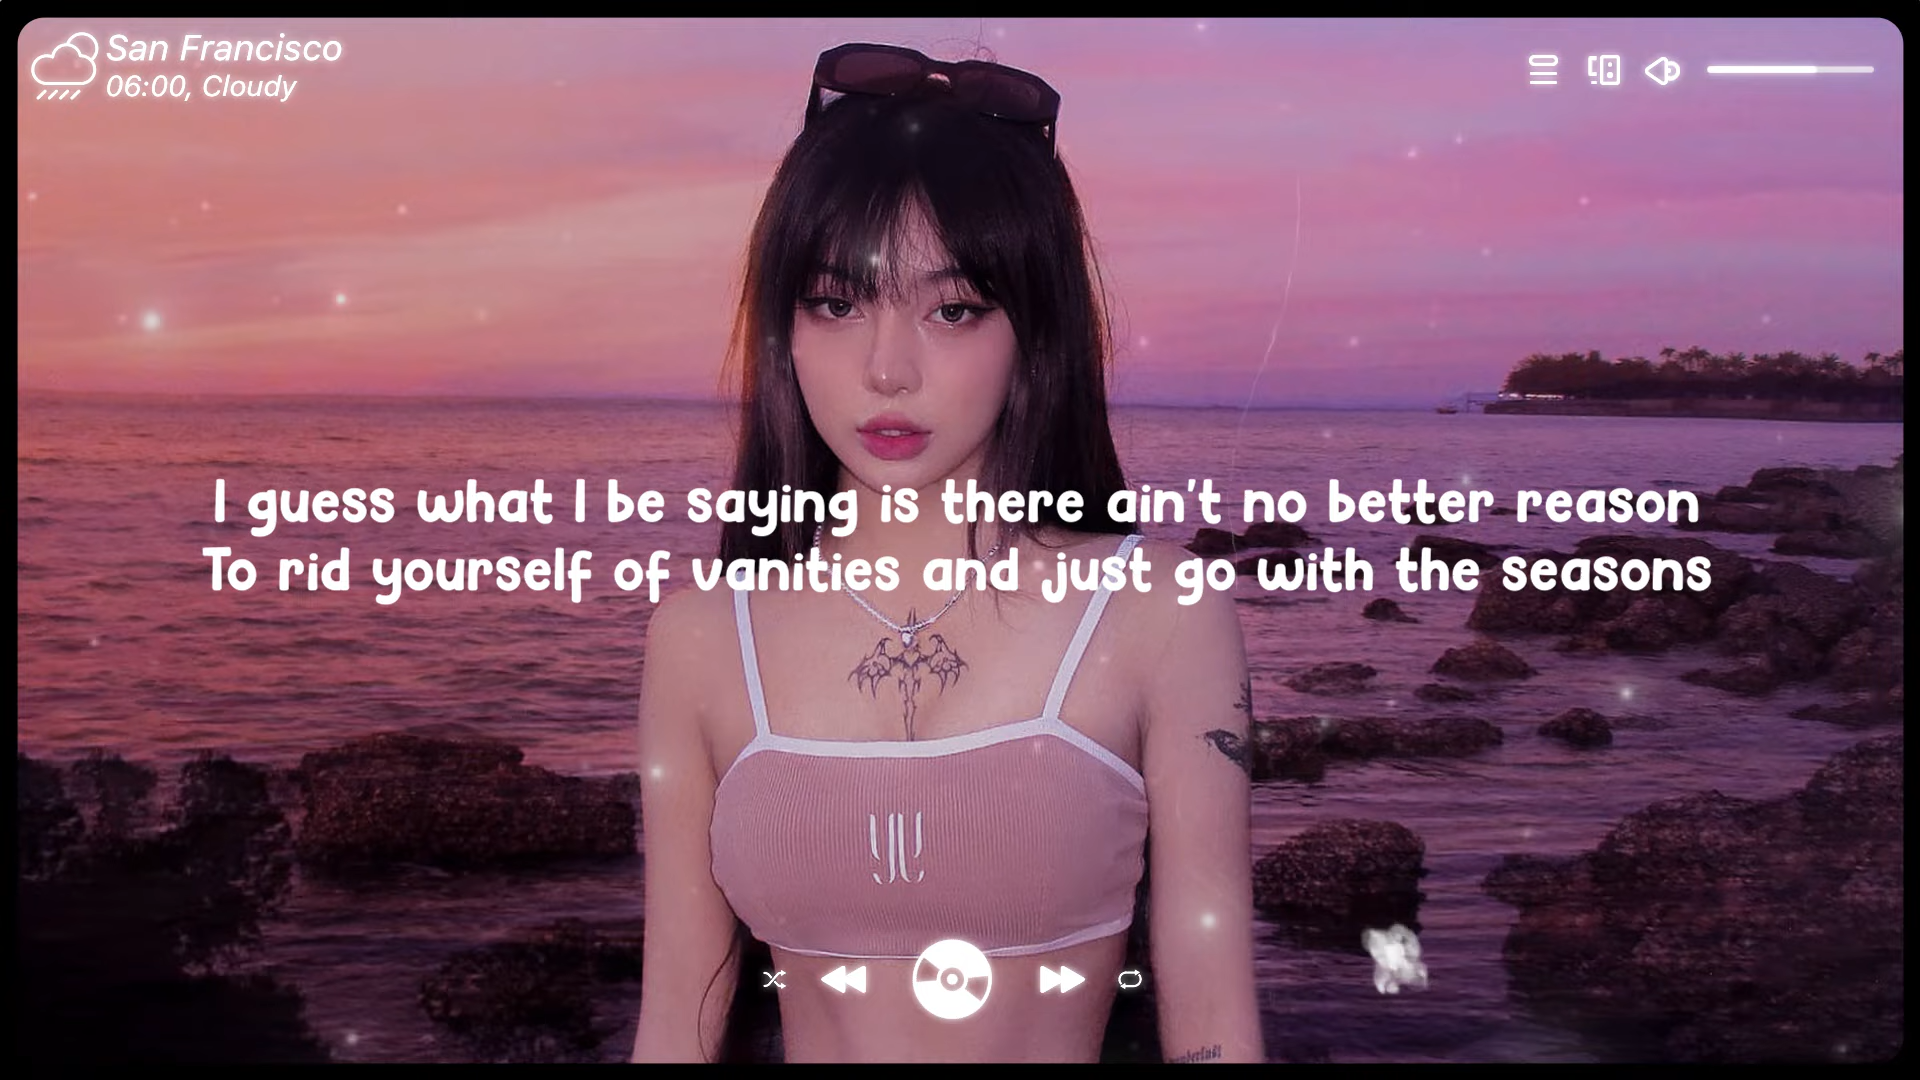 San Francisco
06:00, Cloudy
I guess what I be saying is there ain't no better reason
To rid yourself of vanities and just go with the seasons